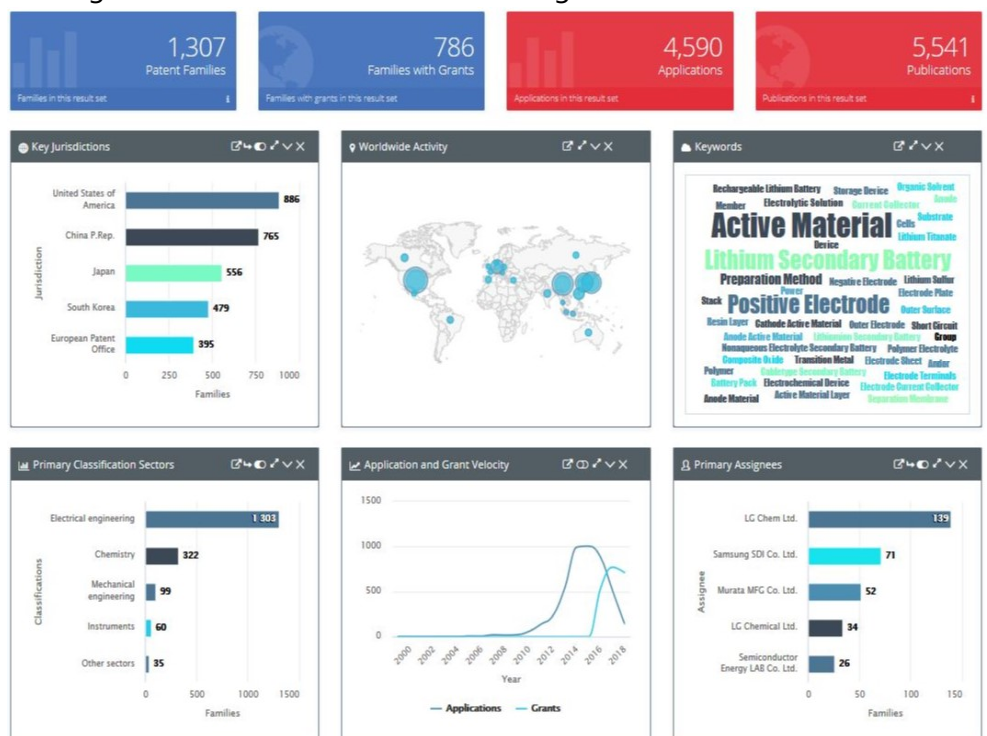 1,307
Patent Families
Families in this result set
i
786
Families with Grants
Families with grants in this result set
4,590
Applications
Applications in this result set
5,541
Publications
Publications in this result set
i
Key Jurisdictions
Jurisdiction
United States of
America
886
China P.Rep.
765
Japan
556
South Korea
479
European Patent
Office
395
0 250 500 750 1000
Families
Worldwide Activity
Keywords
Rechargeable Lithium Battery Storage Device Organic Solvent
Member Electrolytic Solution Current Collector Anode
Active Material Cells Substrate
Lithium Titanate
Device
Lithium Secondary Battery
Preparation Method Negative Electrode Lithium Sulfur
Power Electrode Plate
Stack Positive Electrode Outer Surface
Resin Layer Cathode Active Material Outer Electrode Short Circuit
Anode Active Material Lithiumion Secondary Battery Group
Nonaqueous Electrolyte Secondary Battery Polymer Electrolyte
Composite Oxide Transition Metal Electrode Sheet
Polymer Cabletype Secondary Battery Electrode Terminals
Battery Pack Electrochemical Device Electrode Current Collector
Anode Material Active Material Layer Separation Membrane
Primary Classification Sectors
Classifications
Electrical engineering
1 303
Chemistry
322
Mechanical
engineering
99
Instruments
60
Other sectors
35
0 500 1000 1500
Families
Application and Grant Velocity
1500
1000
500
0
2000 2002 2004 2006 2008 2010 2012 2014 2016 2018
Year
Applications Grants
Primary Assignees
Assignee
LG Chem Ltd.
139
Samsung SDI Co. Ltd.
71
Murata MFG Co. Ltd.
52
LG Chemical Ltd.
34
Semiconductor
Energy LAB Co. Ltd.
26
0 50 100 150
Families